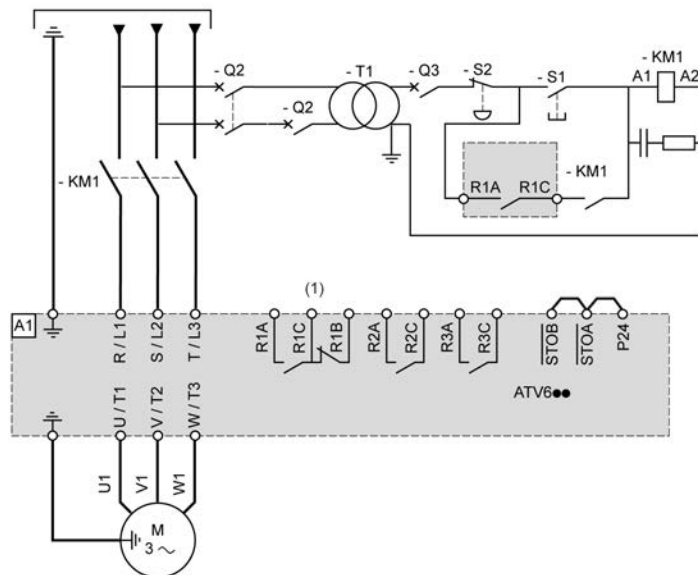 - Q2
- T1
- Q3
- S2
- S1
- KM1
A1
A2
- Q2
- KM1
R1A
R1C
- KM1
(1)
A1
R / L1
S / L2
T / L3
R1A
R1C
R1B
R2A
R2C
R3A
R3C
STOB
STOA
P24
ATV6●●
U / T1
V / T2
W / T3
U1
V1
W1
M
3 ~